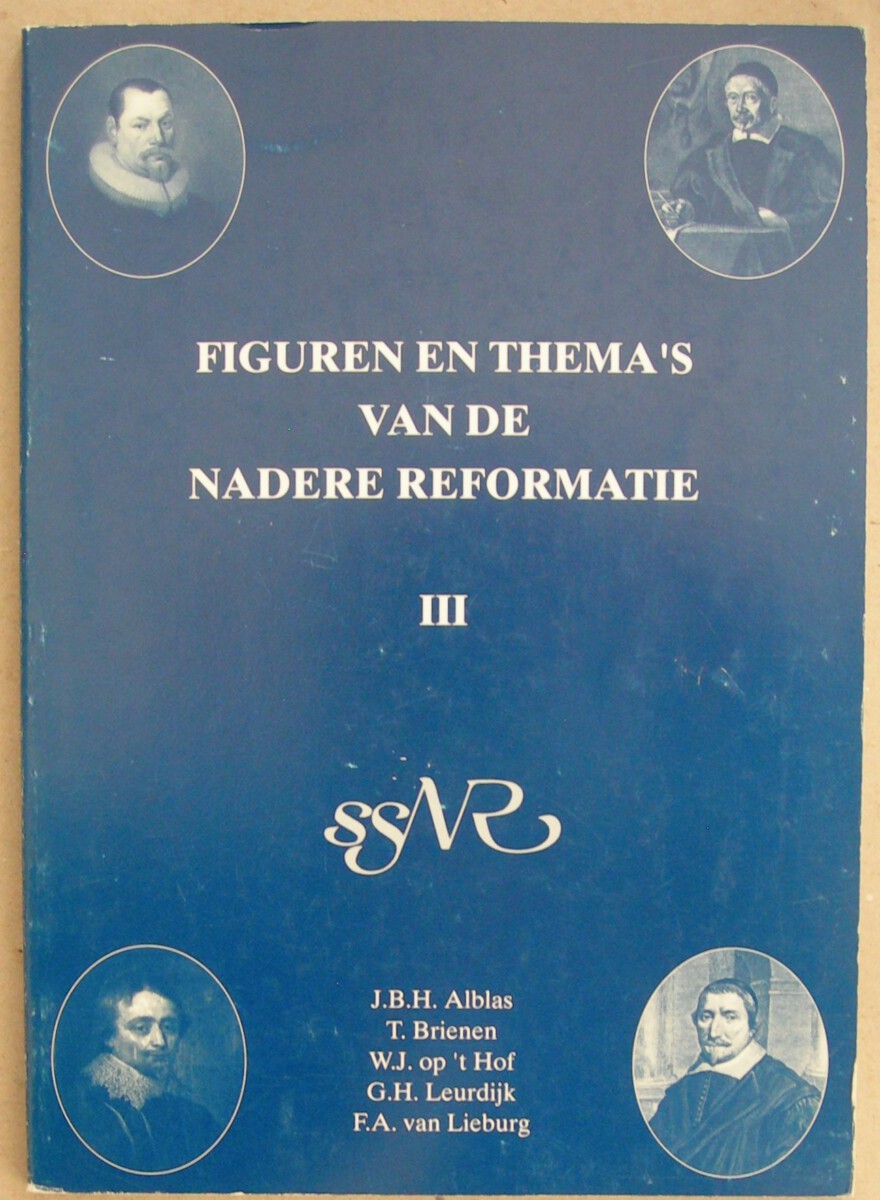 FIGUREN EN THEMA'S
VAN DE
NADERE REFORMATIE
III
SSNR
J.B.H. Alblas
T. Brienen
W.J. op 't Hof
G.H. Leurdijk
F.A. van Lieburg